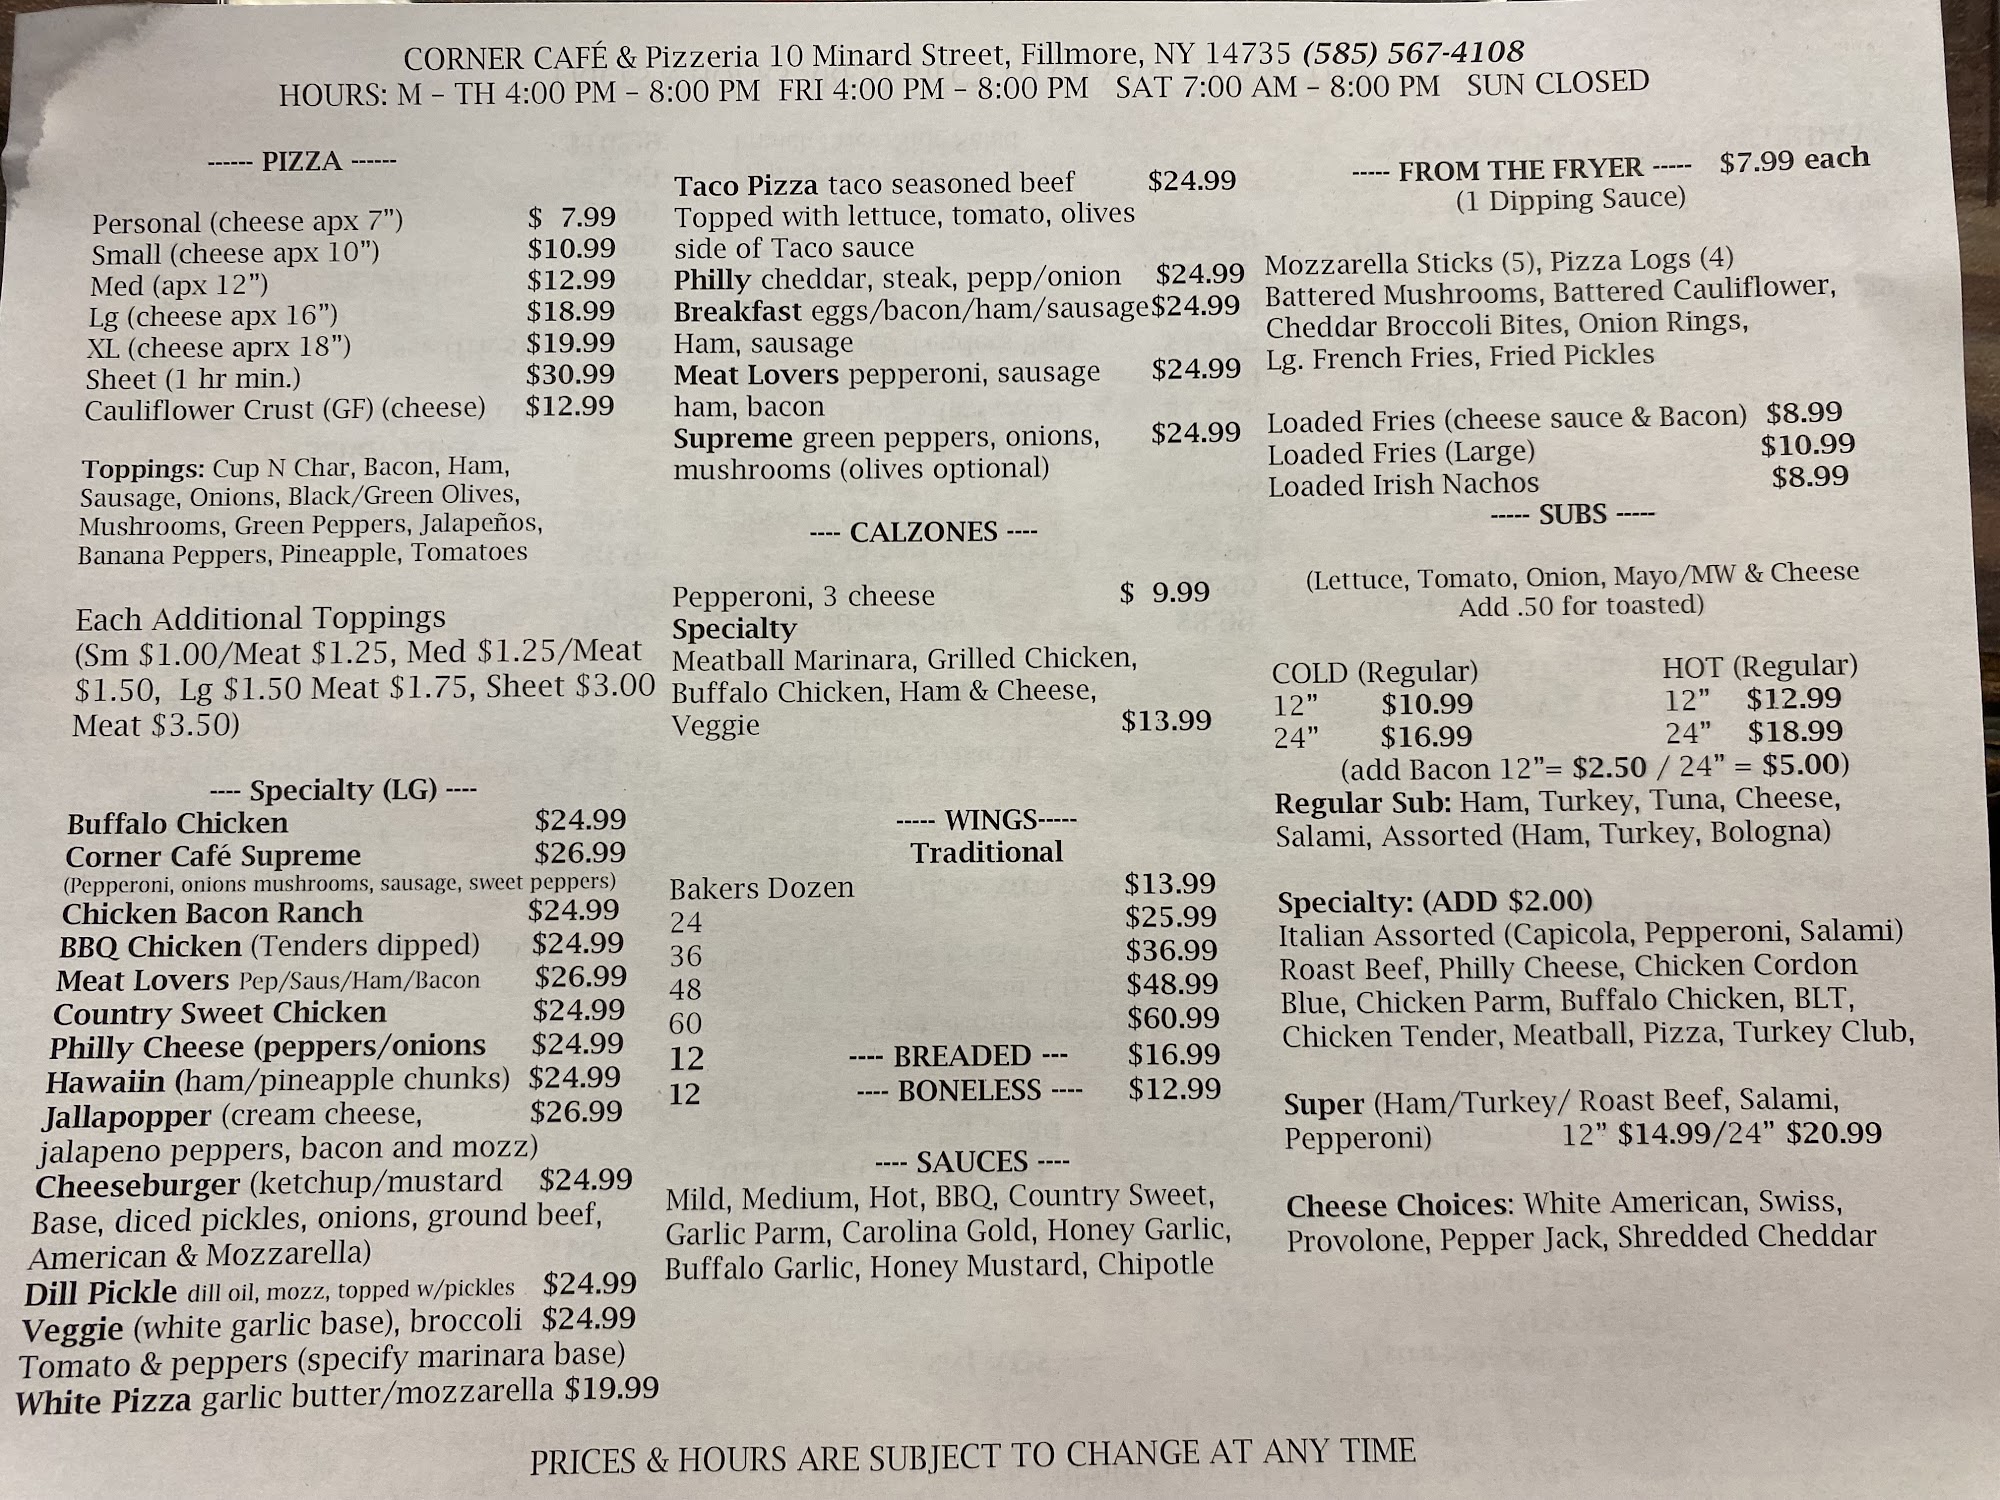 CORNER CAFÉ & Pizzeria 10 Minard Street, Fillmore, NY 14735 (585) 567-4108
HOURS: M – TH 4:00 PM – 8:00 PM FRI 4:00 PM – 8:00 PM SAT 7:00 AM – 8:00 PM SUN CLOSED
------ PIZZA ------
Personal (cheese apx 7") $ 7.99
Small (cheese apx 10") $10.99
Med (apx 12") $12.99
Lg (cheese apx 16") $18.99
XL (cheese aprx 18") $19.99
Sheet (1 hr min.) $30.99
Cauliflower Crust (GF) (cheese) $12.99
Toppings: Cup N Char, Bacon, Ham,
Sausage, Onions, Black/Green Olives,
Mushrooms, Green Peppers, Jalapeños,
Banana Peppers, Pineapple, Tomatoes
Each Additional Toppings
(Sm $1.00/Meat $1.25, Med $1.25/Meat
$1.50, Lg $1.50 Meat $1.75, Sheet $3.00
Meat $3.50)
---- Specialty (LG) ----
Buffalo Chicken $24.99
Corner Café Supreme $26.99
(Pepperoni, onions mushrooms, sausage, sweet peppers)
Chicken Bacon Ranch $24.99
BBQ Chicken (Tenders dipped) $24.99
Meat Lovers Pep/Saus/Ham/Bacon $26.99
Country Sweet Chicken $24.99
Philly Cheese (peppers/onions $24.99
Hawaiin (ham/pineapple chunks) $24.99
Jallapopper (cream cheese, $26.99
jalapeno peppers, bacon and mozz)
Cheeseburger (ketchup/mustard $24.99
Base, diced pickles, onions, ground beef,
American & Mozzarella)
Dill Pickle dill oil, mozz, topped w/pickles $24.99
Veggie (white garlic base), broccoli $24.99
Tomato & peppers (specify marinara base)
White Pizza garlic butter/mozzarella $19.99
Taco Pizza taco seasoned beef $24.99
Topped with lettuce, tomato, olives
side of Taco sauce
Philly cheddar, steak, pepp/onion $24.99
Breakfast eggs/bacon/ham/sausage $24.99
Ham, sausage
Meat Lovers pepperoni, sausage $24.99
ham, bacon
Supreme green peppers, onions, $24.99
mushrooms (olives optional)
---- CALZONES ----
Pepperoni, 3 cheese $ 9.99
Specialty
Meatball Marinara, Grilled Chicken,
Buffalo Chicken, Ham & Cheese,
Veggie $13.99
----- WINGS-----
Traditional
Bakers Dozen $13.99
24 $25.99
36 $36.99
48 $48.99
60 $60.99
12 ---- BREADED --- $16.99
12 ---- BONELESS ---- $12.99
---- SAUCES ----
Mild, Medium, Hot, BBQ, Country Sweet,
Garlic Parm, Carolina Gold, Honey Garlic,
Buffalo Garlic, Honey Mustard, Chipotle
----- FROM THE FRYER ----- $7.99 each
(1 Dipping Sauce)
Mozzarella Sticks (5), Pizza Logs (4)
Battered Mushrooms, Battered Cauliflower,
Cheddar Broccoli Bites, Onion Rings,
Lg. French Fries, Fried Pickles
Loaded Fries (cheese sauce & Bacon) $8.99
Loaded Fries (Large) $10.99
Loaded Irish Nachos $8.99
----- SUBS -----
(Lettuce, Tomato, Onion, Mayo/MW & Cheese
Add .50 for toasted)
COLD (Regular) HOT (Regular)
12" $10.99 12" $12.99
24" $16.99 24" $18.99
(add Bacon 12"= $2.50 / 24" = $5.00)
Regular Sub: Ham, Turkey, Tuna, Cheese,
Salami, Assorted (Ham, Turkey, Bologna)
Specialty: (ADD $2.00)
Italian Assorted (Capicola, Pepperoni, Salami)
Roast Beef, Philly Cheese, Chicken Cordon
Blue, Chicken Parm, Buffalo Chicken, BLT,
Chicken Tender, Meatball, Pizza, Turkey Club,
Super (Ham/Turkey/ Roast Beef, Salami,
Pepperoni) 12" $14.99/24" $20.99
Cheese Choices: White American, Swiss,
Provolone, Pepper Jack, Shredded Cheddar
PRICES & HOURS ARE SUBJECT TO CHANGE AT ANY TIME